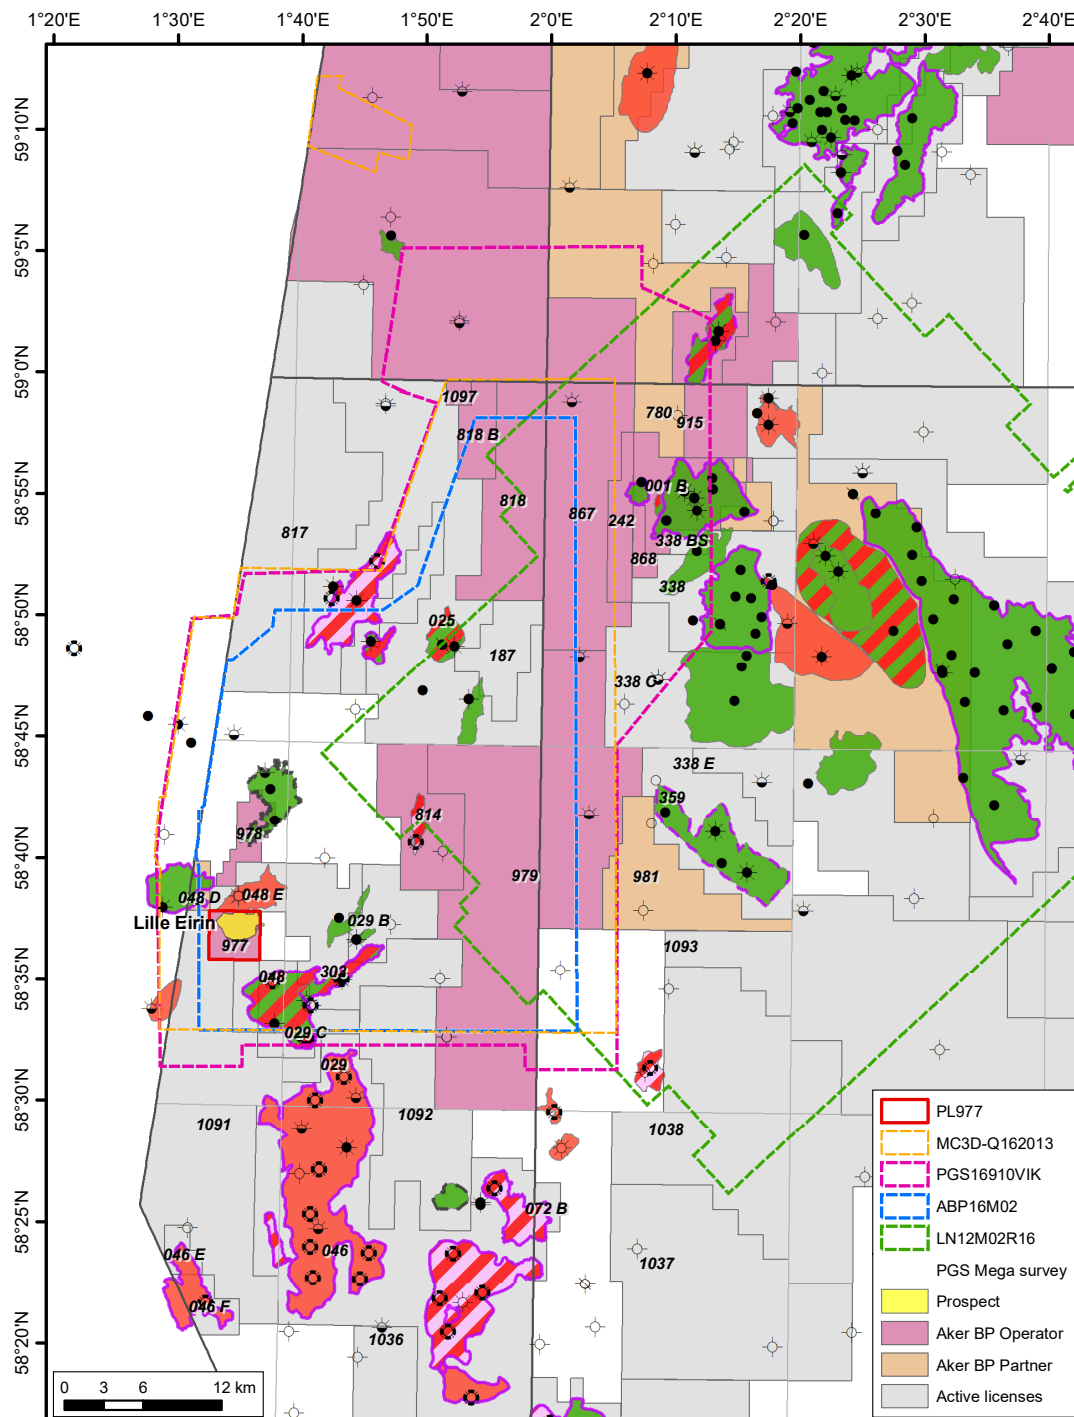 1°20'E 1°30'E 1°40'E 1°50'E 2°0'E 2°10'E 2°20'E 2°30'E 2°40'E
59°10'N
59°5'N
59°0'N
58°55'N
58°50'N
58°45'N
58°40'N
58°35'N
58°30'N
58°25'N
58°20'N
1097
780
915
818 B
001 B
818
867
242
817
338 BS
868
338
025
187
338 C
338 E
359
814
978
979
981
048 D
048 E
Lille Eirin
029 B
977
1093
048
303
029 C
029
1091
1092
1038
072 B
046 E
046
1037
046 F
1036
PL977
MC3D-Q162013
PGS16910VIK
ABP16M02
LN12M02R16
PGS Mega survey
Prospect
Aker BP Operator
Aker BP Partner
Active licenses
0 3 6 12 km